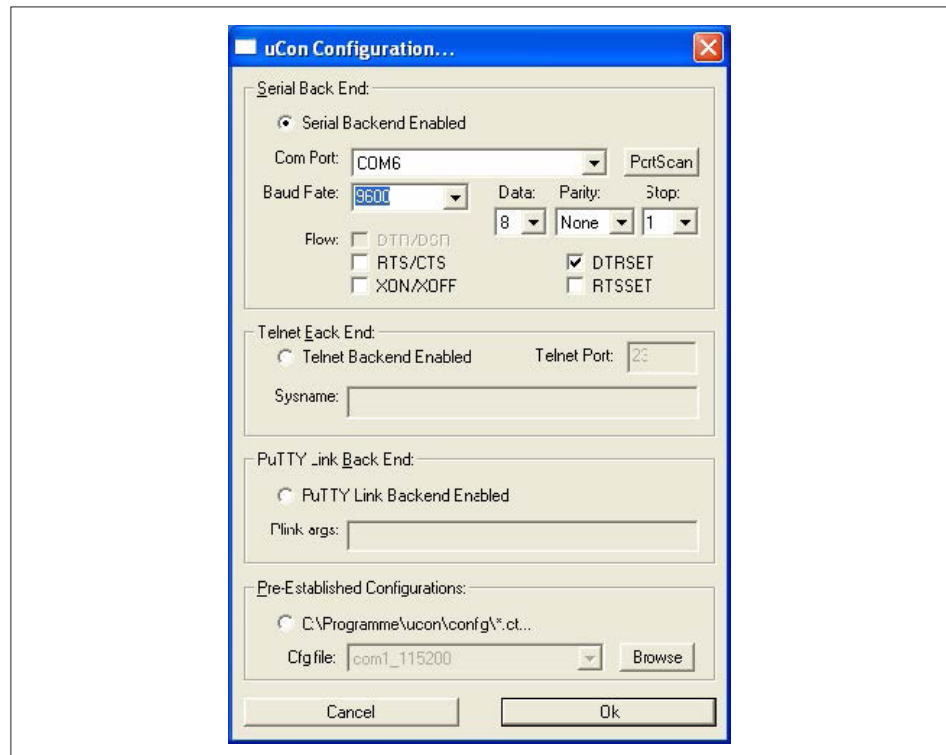 uCon Configuration...
Serial Back End:
Serial Backend Enabled
Com Port: COM6 PortScan
Baud Rate: 9600 Data: Parity: Stop:
8 None 1
Flow: DTR/DSR
RTS/CTS DTRSET
XON/XOFF RTSSET
Telnet Back End:
Telnet Backend Enabled Telnet Port: 23
Sysname:
PuTTY Link Back End:
PuTTY Link Backend Enabled
Plink args:
Pre-Established Configurations:
C:\Programme\ucon\confg\*.ct...
Cfg file: com1_115200 Browse
Cancel Ok